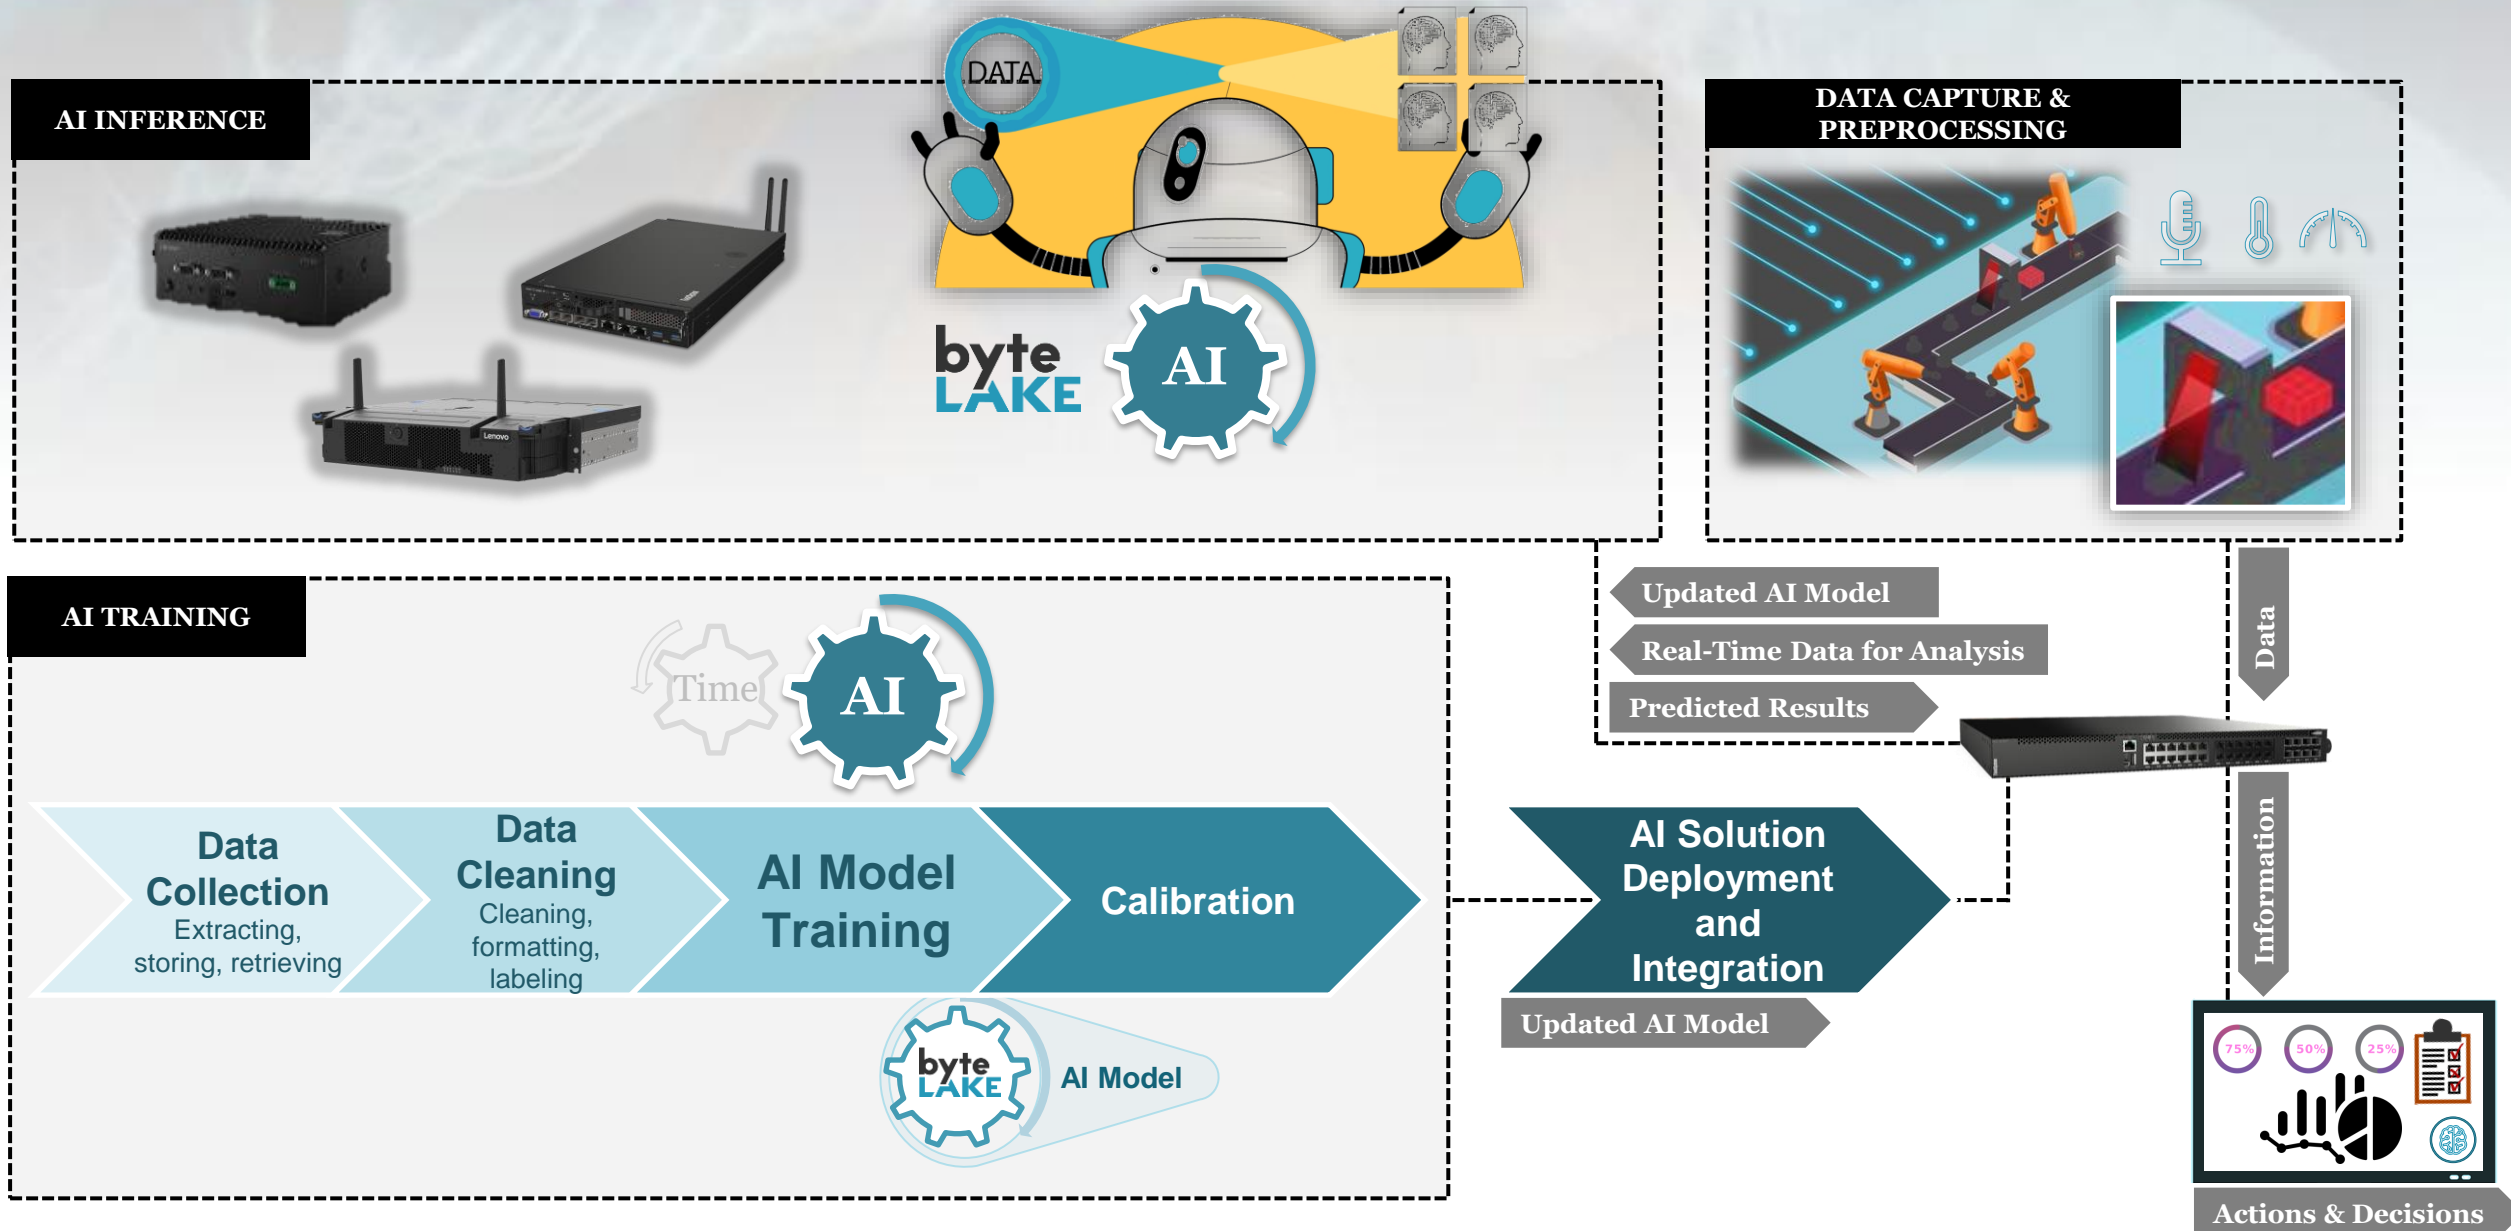 DATA
AI INFERENCE
DATA CAPTURE &
PREPROCESSING
Lenovo
byte
LAKE
AI
Updated AI Model
Real-Time Data for Analysis
Predicted Results
Data
AI TRAINING
Time
AI
Data
Collection
Extracting,
storing, retrieving
Data
Cleaning
Cleaning,
formatting,
labeling
AI Model
Training
Calibration
AI Solution
Deployment
and
Integration
Updated AI Model
Information
byte
LAKE
AI Model
75%
50%
25%
Actions & Decisions